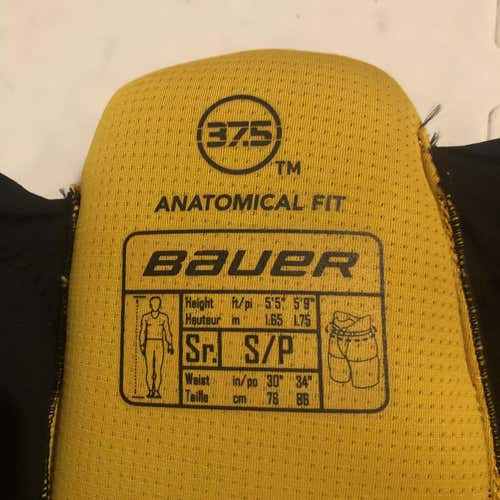 37.5
TM
ANATOMICAL FIT
BAUER
Height ft/pi 5'5" 5'9"
Hauteur m 1.65 1.75
Sr. S/P
Waist in/po 30" 34"
Taille cm 76 86